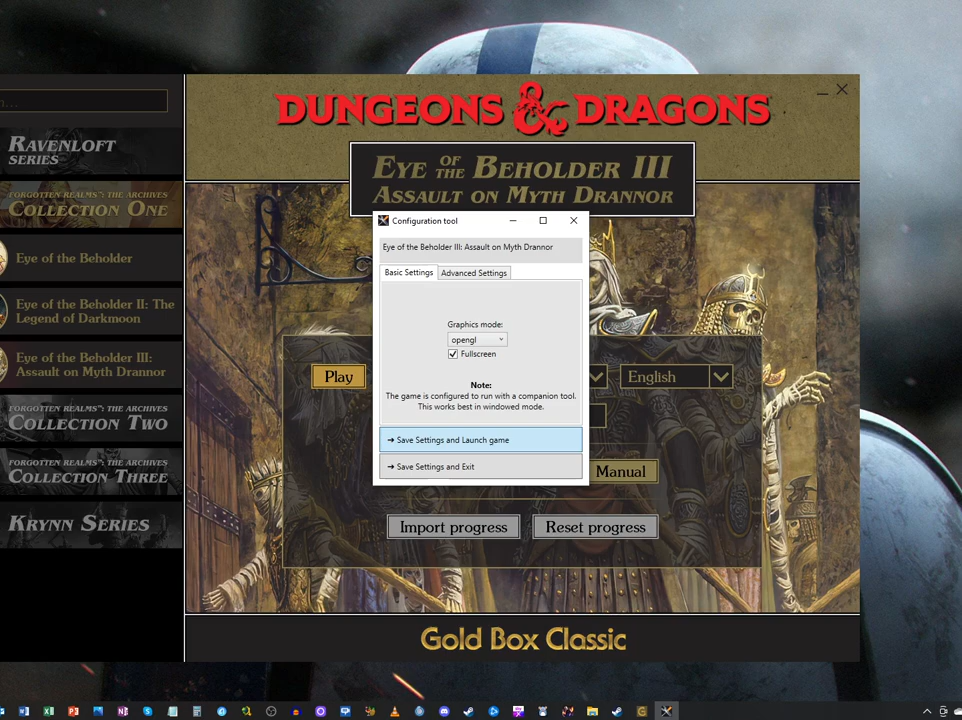 DUNGEONS & DRAGONS
EYE OF THE BEHOLDER III
ASSAULT ON MYTH DRANNOR
RAVENLOFT
SERIES
FORGOTTEN REALMS™: THE ARCHIVES
COLLECTION ONE
Eye of the Beholder
Eye of the Beholder II: The
Legend of Darkmoon
Eye of the Beholder III:
Assault on Myth Drannor
FORGOTTEN REALMS™: THE ARCHIVES
COLLECTION TWO
FORGOTTEN REALMS™: THE ARCHIVES
COLLECTION THREE
KRYNN SERIES
Configuration tool
Eye of the Beholder III: Assault on Myth Drannor
Basic Settings
Advanced Settings
Graphics mode:
opengl
Fullscreen
Note:
The game is configured to run with a companion tool.
This works best in windowed mode.
➔ Save Settings and Launch game
➔ Save Settings and Exit
Play
English
Manual
Import progress
Reset progress
Gold Box Classic